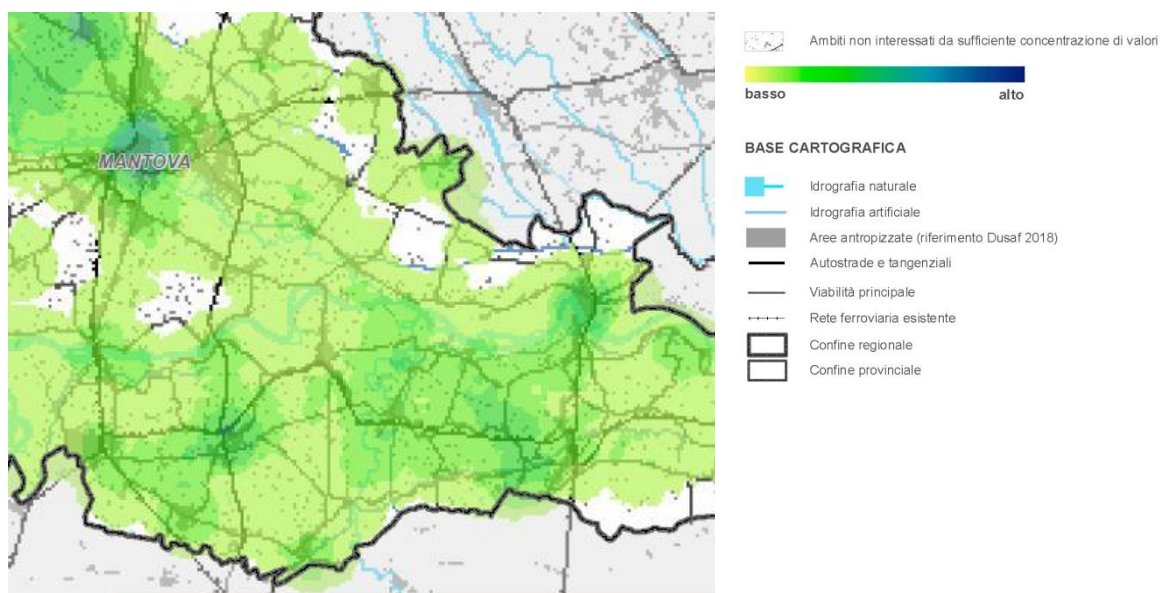 MANTOVA
Ambiti non interessati da sufficiente concentrazione di valori
basso alto
BASE CARTOGRAFICA
Idrografia naturale
Idrografia artificiale
Aree antropizzate (riferimento Dusaf 2018)
Autostrade e tangenziali
Viabilità principale
Rete ferroviaria esistente
Confine regionale
Confine provinciale